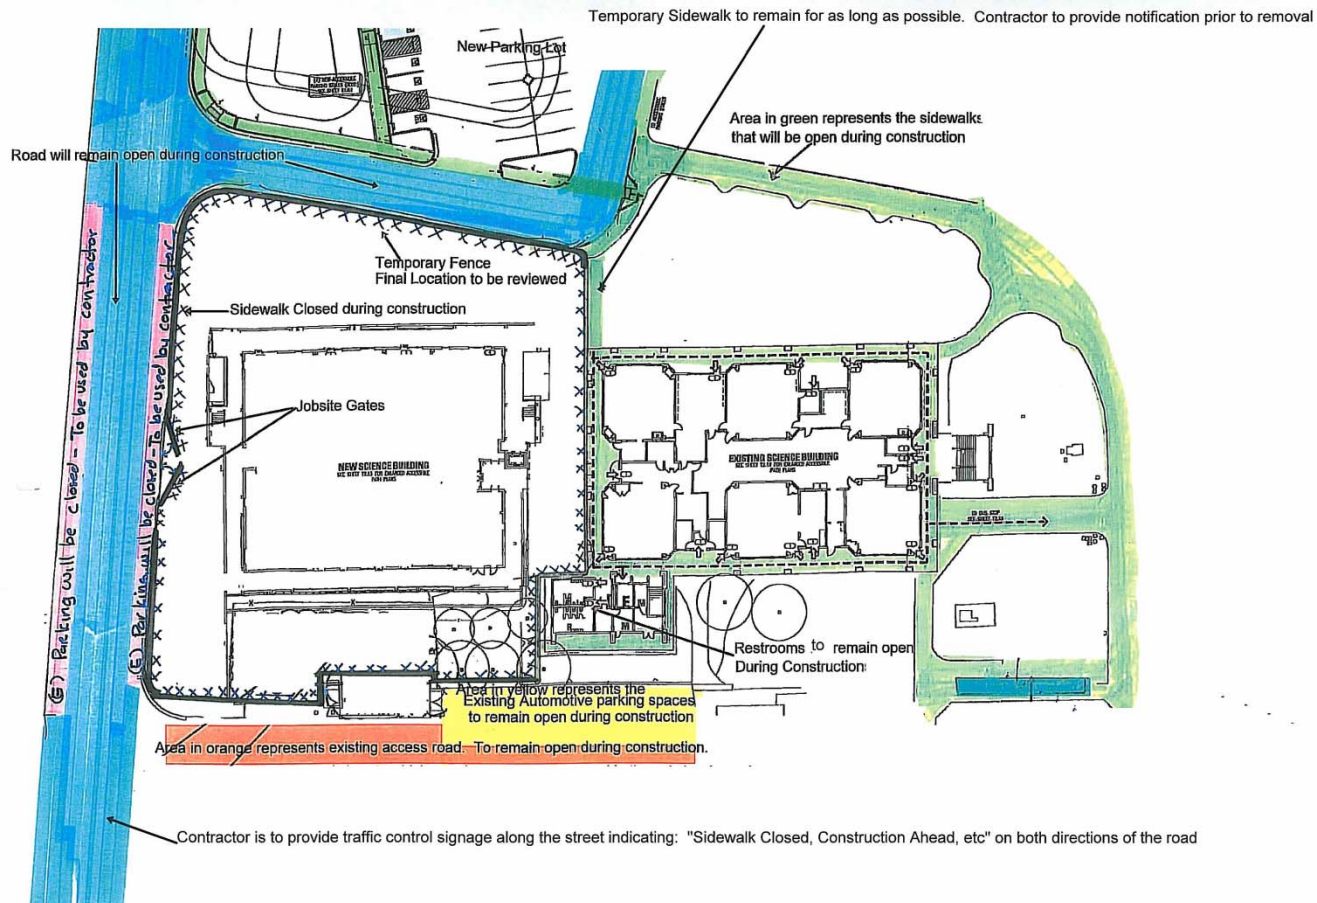 Temporary Sidewalk to remain for as long as possible. Contractor to provide notification prior to removal
New Parking Lot
Area in green represents the sidewalks
that will be open during construction
Road will remain open during construction
Temporary Fence
Final Location to be reviewed
Sidewalk Closed during construction
(E) Parking will be closed - To be used by contractor
(E) Parking will be closed - To be used by contractor
Jobsite Gates
NEW SCIENCE BUILDING
EXISTING SCIENCE BUILDING
Restrooms to remain open
During Construction
Area in yellow represents the
Existing Automotive parking spaces
to remain open during construction
Area in orange represents existing access road. To remain open during construction.
Contractor is to provide traffic control signage along the street indicating: "Sidewalk Closed, Construction Ahead, etc" on both directions of the road